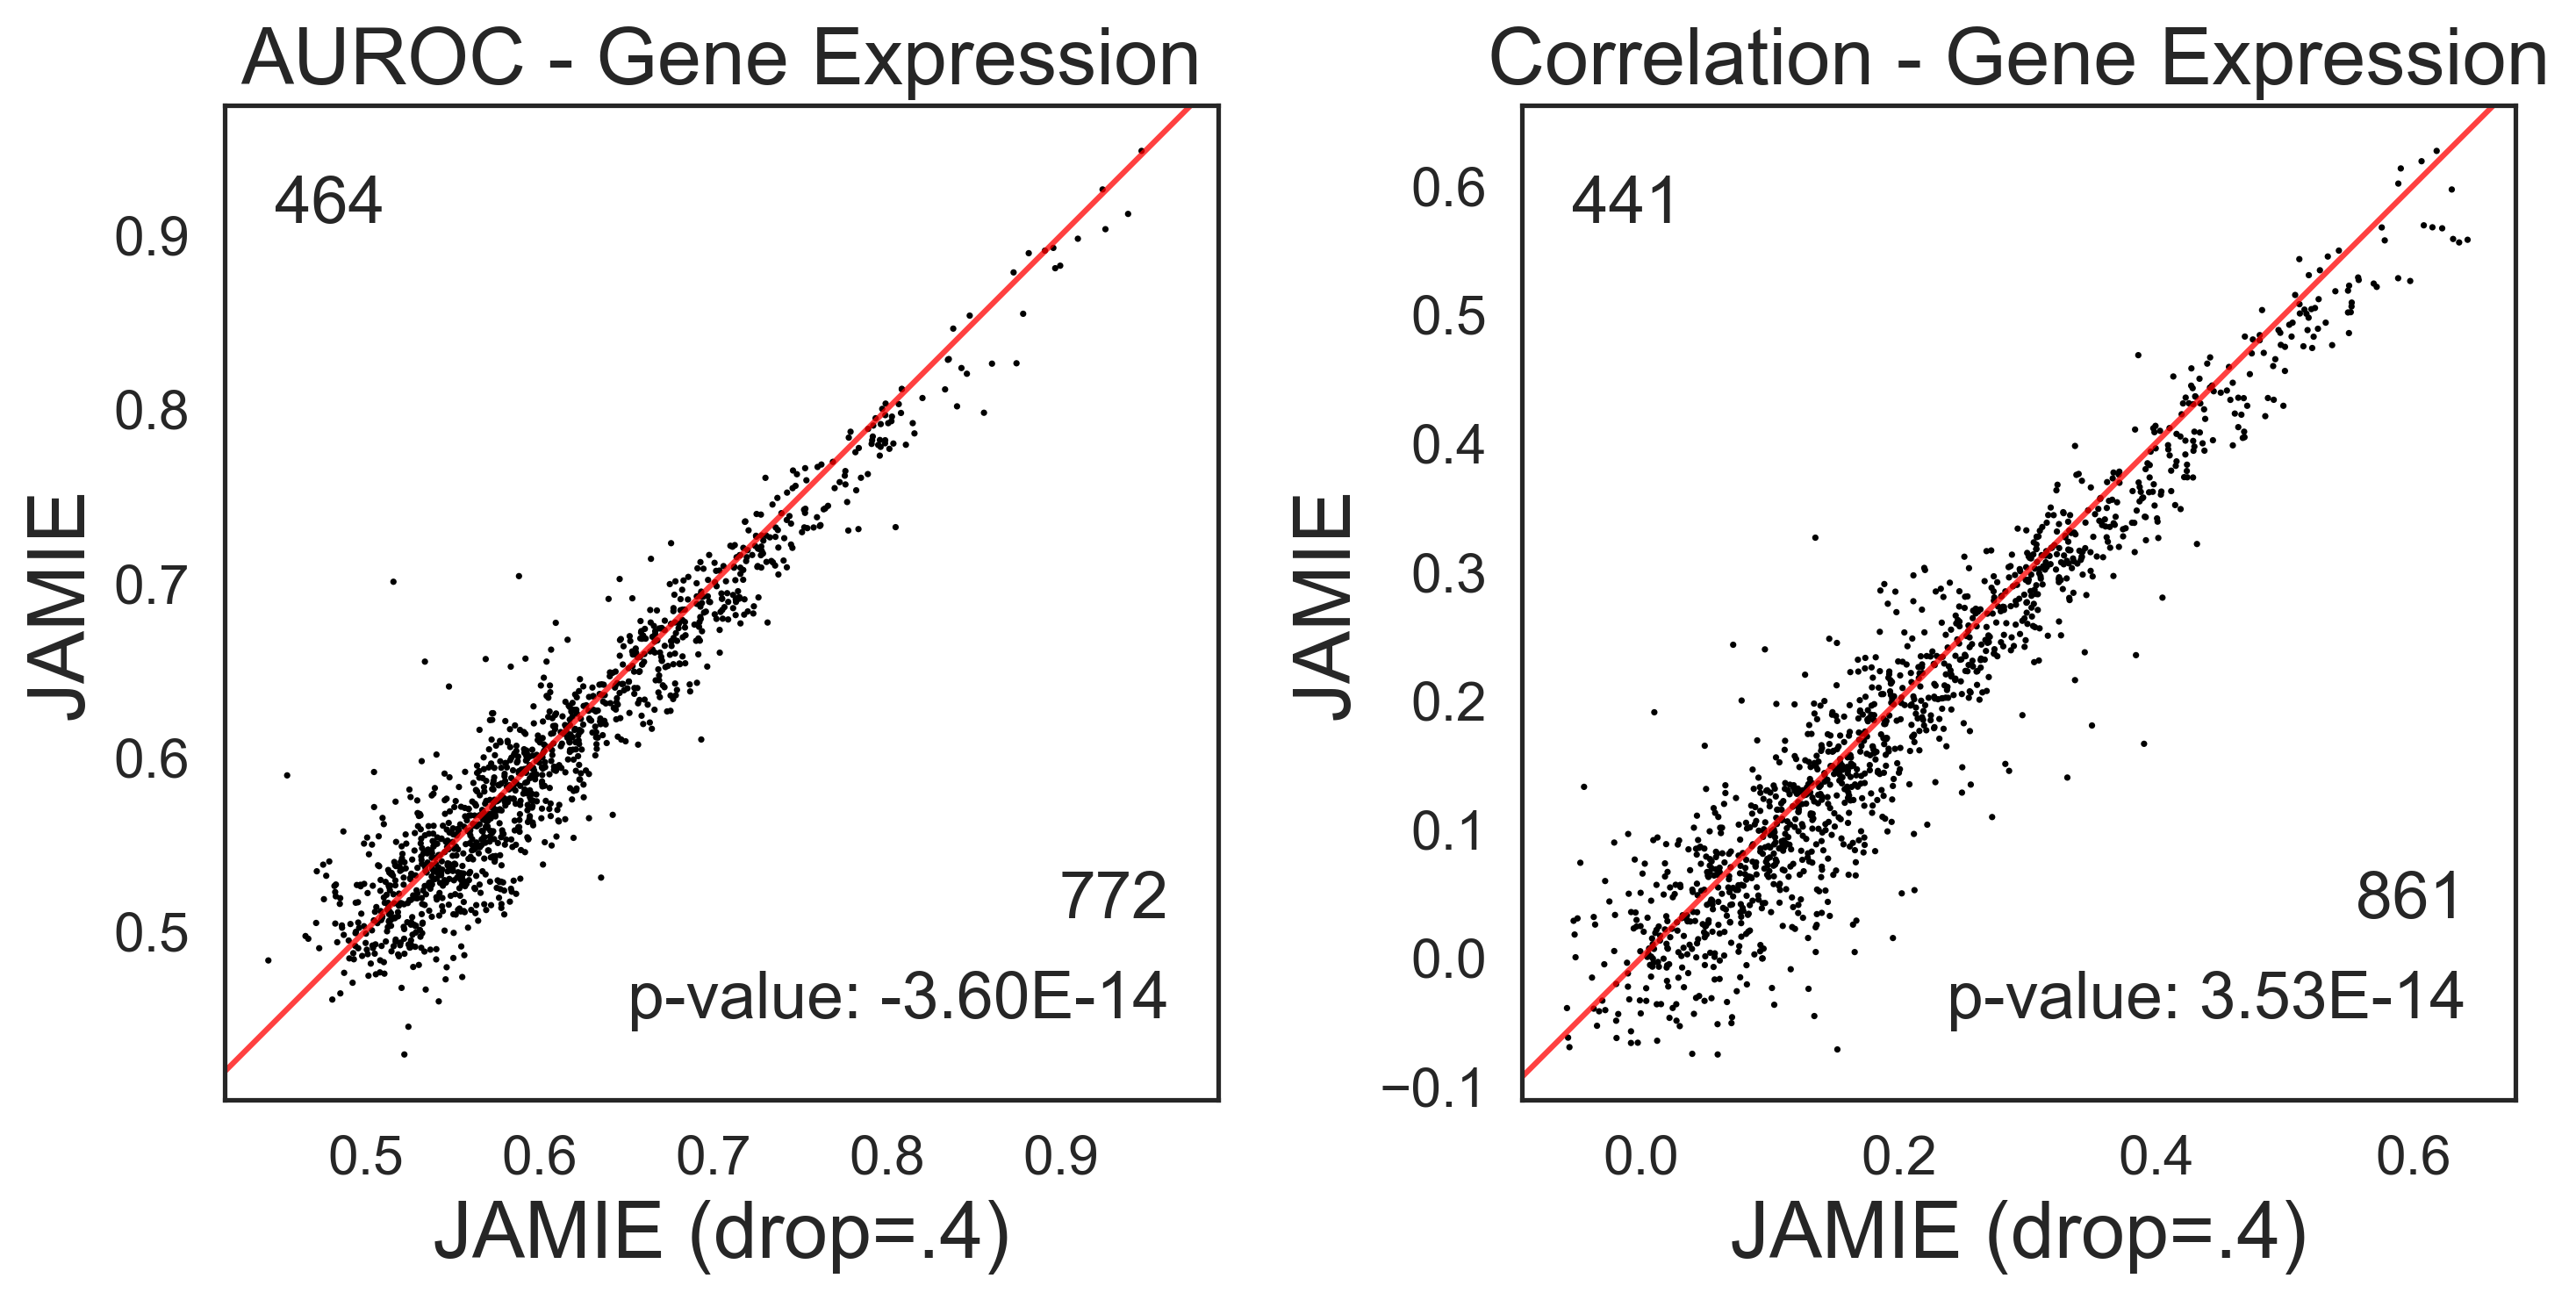 AUROC - Gene Expression
464
0.9
0.8
0.7
0.6
0.5
JAMIE
772
p-value: -3.60E-14
0.5 0.6 0.7 0.8 0.9
JAMIE (drop=.4)
Correlation - Gene Expression
441
0.6
0.5
0.4
0.3
0.2
0.1
0.0
−0.1
JAMIE
861
p-value: 3.53E-14
0.0 0.2 0.4 0.6
JAMIE (drop=.4)